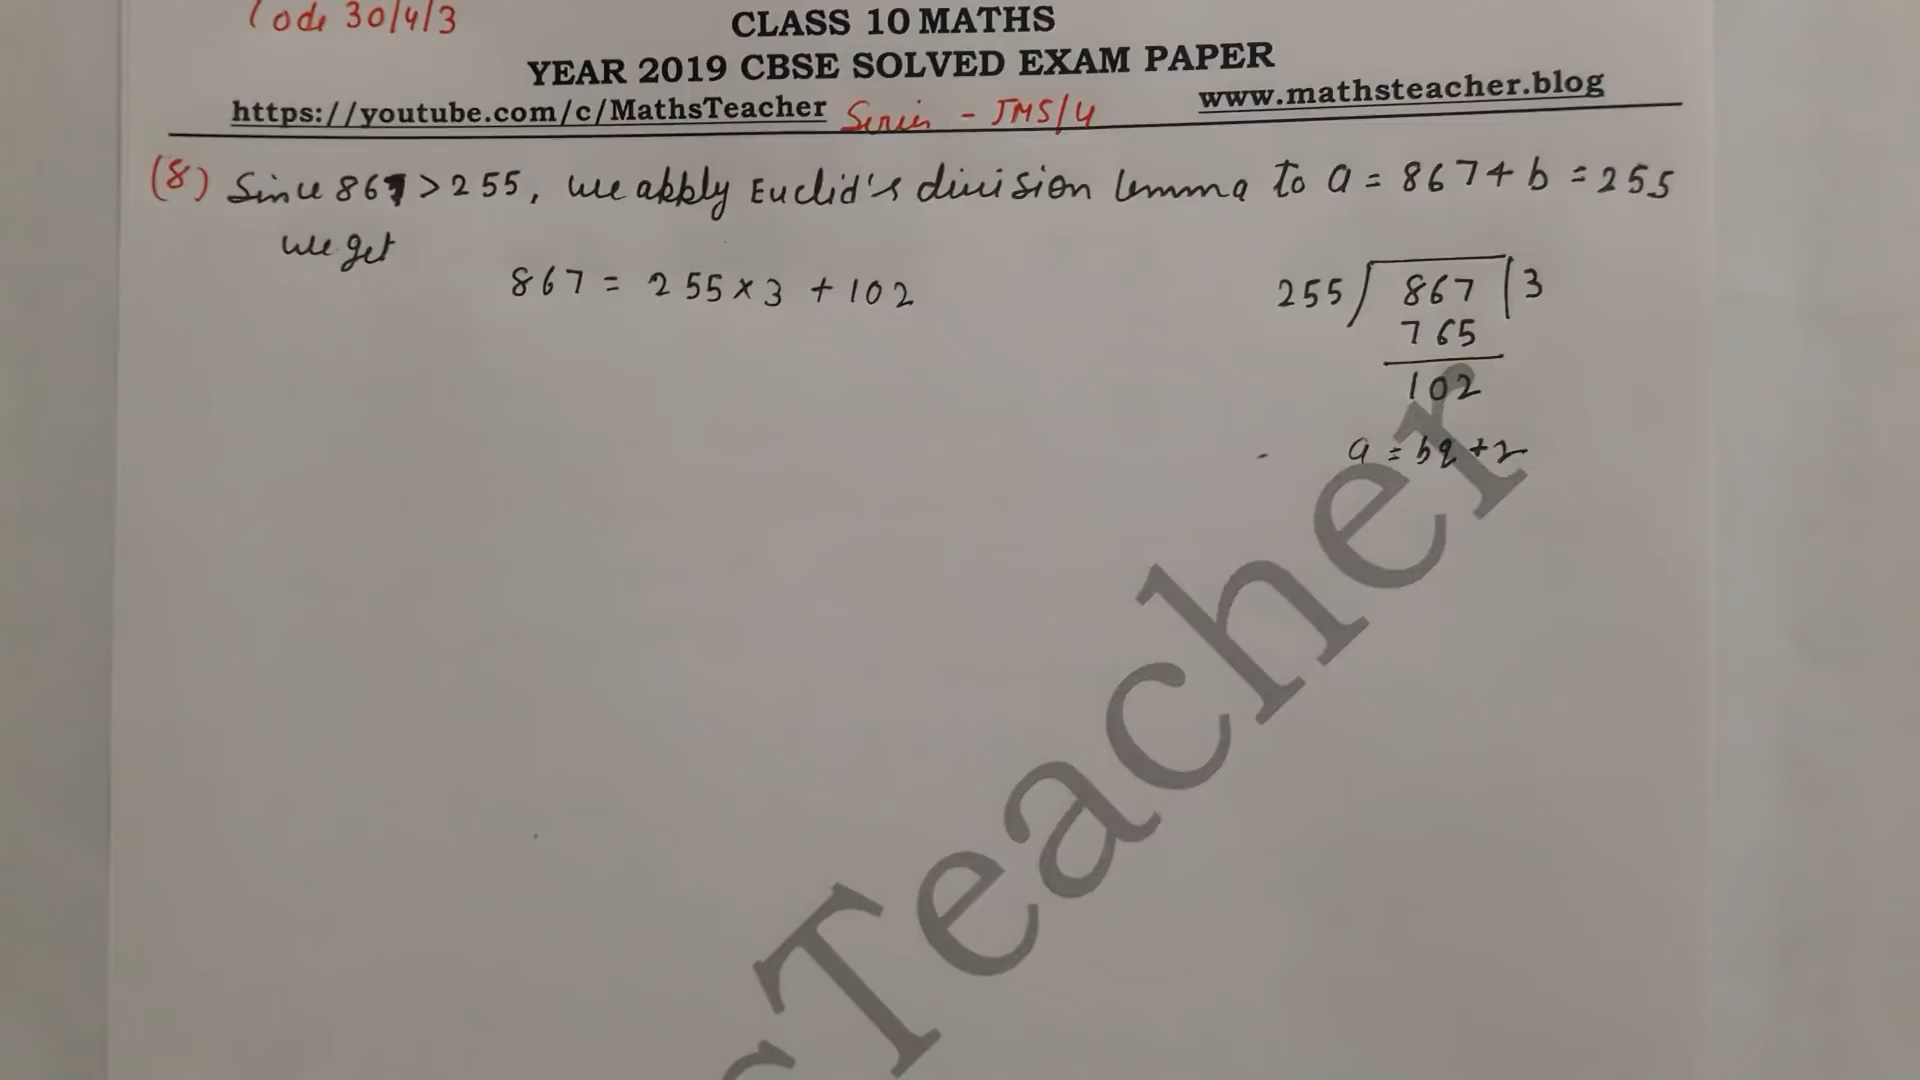 Code 30/4/3
CLASS 10 MATHS
YEAR 2019 CBSE SOLVED EXAM PAPER
https://youtube.com/c/MathsTeacher Series - JMS/4 www.mathsteacher.blog
(8) Since 867 > 255, we apply Euclid's division lemma to a = 867 + b = 255
we get
867 = 255 × 3 + 102
255 ) 867 ( 3
765
102
a = bq + r
sTeacher